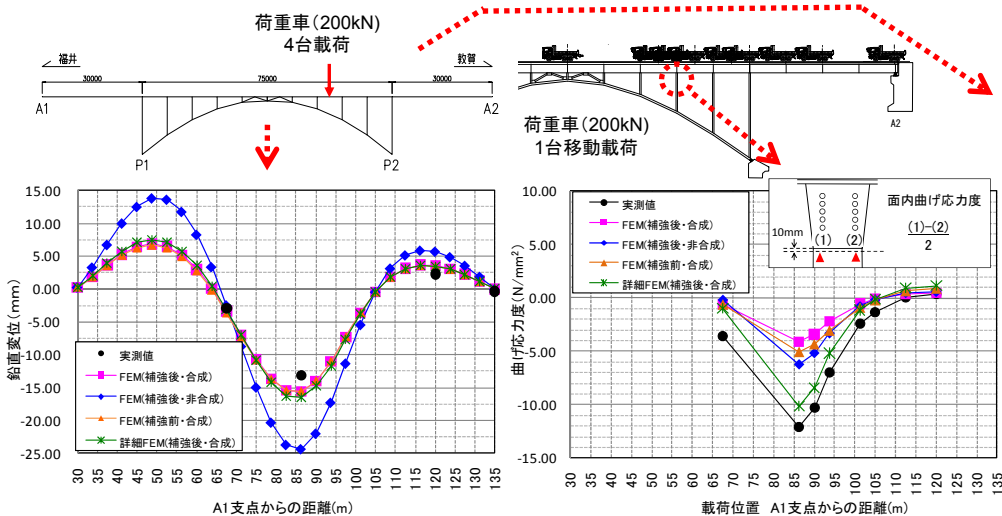 荷重車(200kN)
4台載荷
福井
敦賀
30000
75000
30000
A1
A2
P1
P2
荷重車(200kN)
1台移動載荷
A2
鉛直変位(mm)
15.00
10.00
5.00
0.00
-5.00
-10.00
-15.00
-20.00
-25.00
実測値
FEM(補強後・合成)
FEM(補強後・非合成)
FEM(補強前・合成)
詳細FEM(補強後・合成)
30 35 40 45 50 55 60 65 70 75 80 85 90 95 100 105 110 115 120 125 130 135
A1支点からの距離(m)
曲げ応力度(N/mm²)
10.00
5.00
0.00
-5.00
-10.00
-15.00
実測値
FEM(補強後・合成)
FEM(補強後・非合成)
FEM(補強前・合成)
詳細FEM(補強後・合成)
10mm
(1)
(2)
面内曲げ応力度
(1)-(2)
2
30 35 40 45 50 55 60 65 70 75 80 85 90 95 100 105 110 115 120 125 130 135
載荷位置 A1支点からの距離(m)